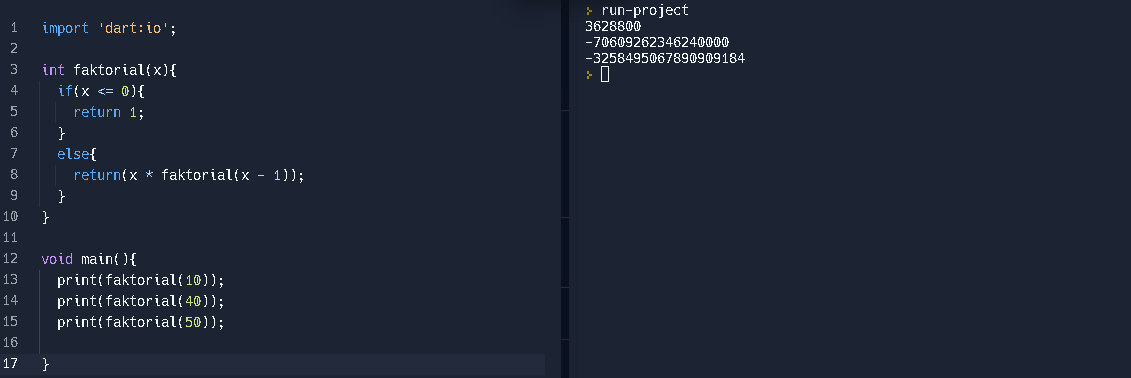 1 import 'dart:io';
2
3 int faktorial(x){
4 if(x <= 0){
5 return 1;
6 }
7 else{
8 return(x * faktorial(x - 1));
9 }
10 }
11
12 void main(){
13 print(faktorial(10));
14 print(faktorial(40));
15 print(faktorial(50));
16
17 }
› run-project
3628800
-70609262346240000
-3258495067890909184
›